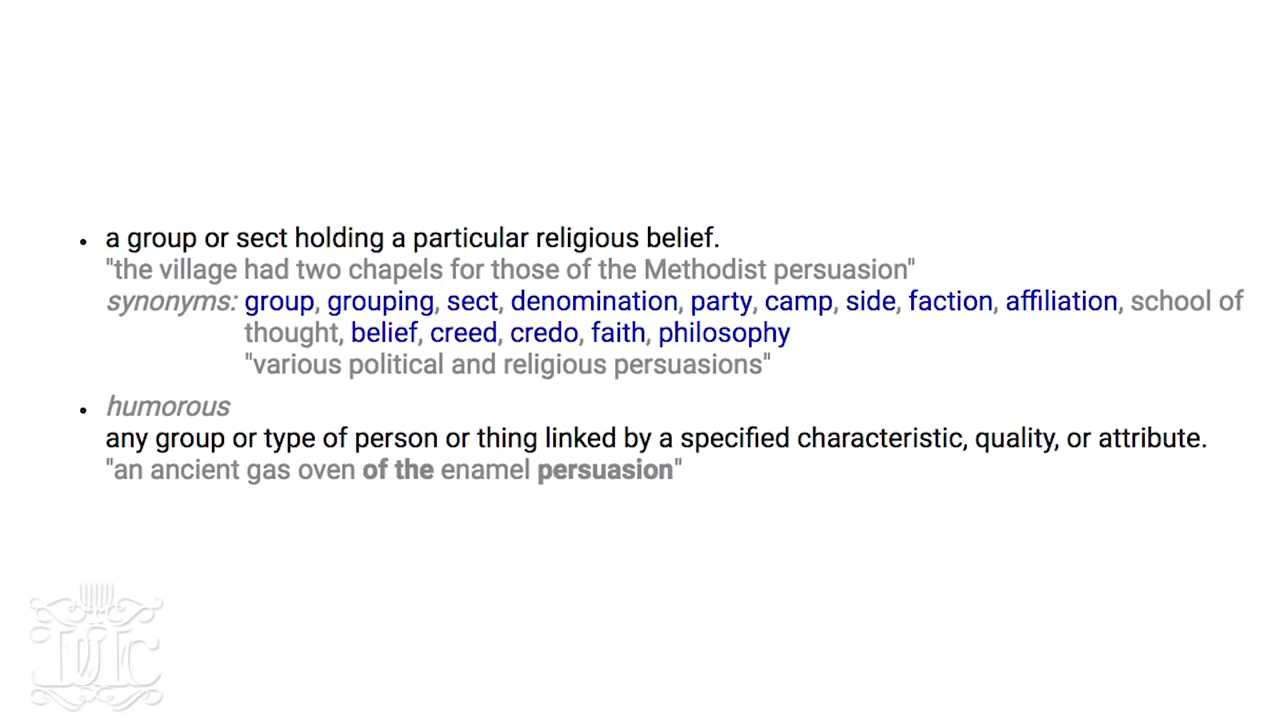 a group or sect holding a particular religious belief.
"the village had two chapels for those of the Methodist persuasion"
synonyms: group, grouping, sect, denomination, party, camp, side, faction, affiliation, school of
thought, belief, creed, credo, faith, philosophy
"various political and religious persuasions"
humorous
any group or type of person or thing linked by a specified characteristic, quality, or attribute.
"an ancient gas oven of the enamel persuasion"